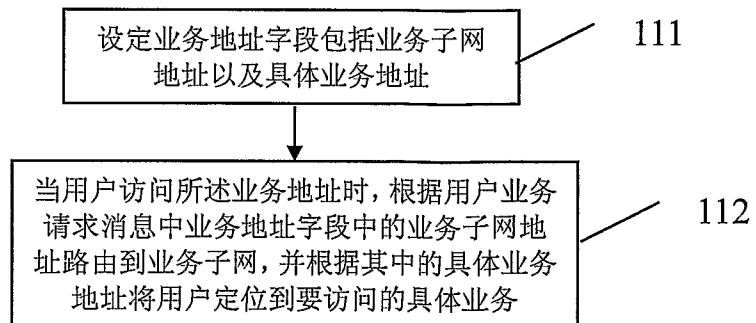 设定业务地址字段包括业务子网
地址以及具体业务地址
111
当用户访问所述业务地址时,根据用户业务
请求消息中业务地址字段中的业务子网地
址路由到业务子网,并根据其中的具体业务
地址将用户定位到要访问的具体业务
112